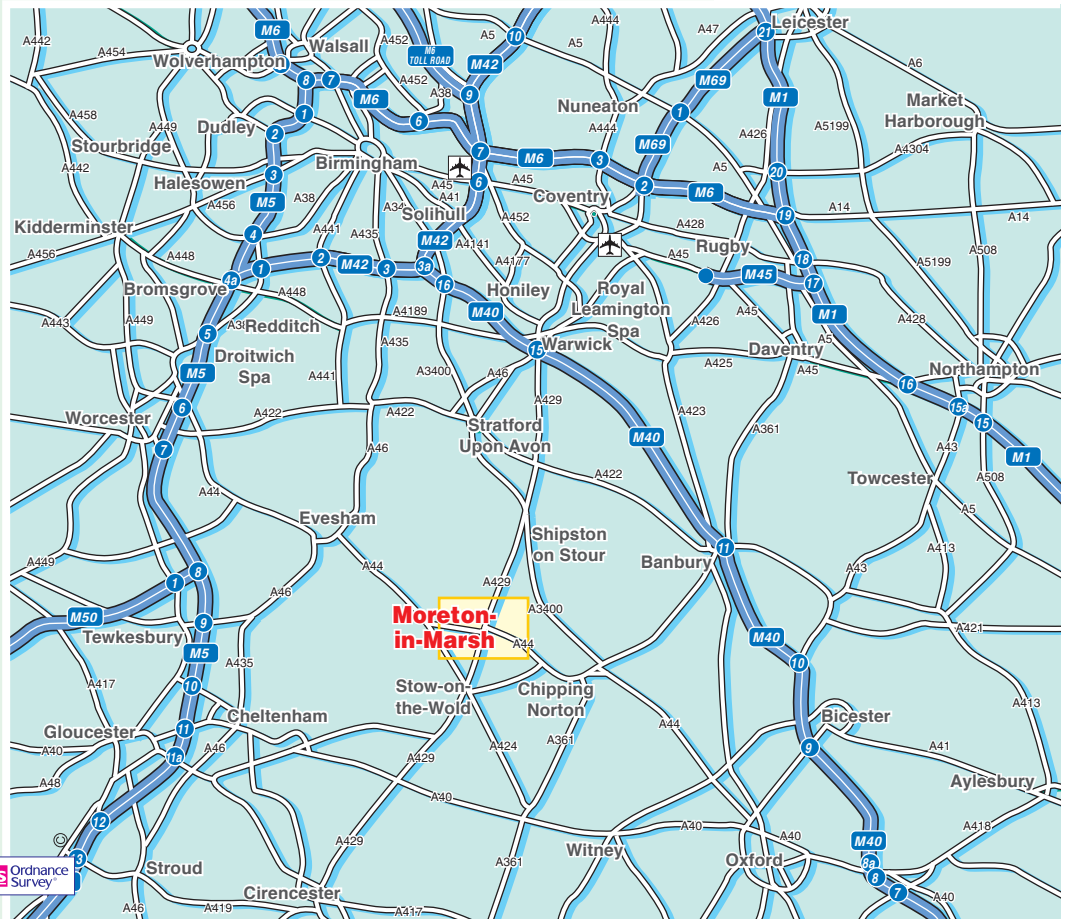 A442
A454
M6
Walsall
A452
M6
TOLL ROAD
A5
10
A444
A5
A47
21
Leicester
Wolverhampton
8
7
M6
A452
A38
M42
9
M69
M1
A6
A458
A449
Dudley
1
2
6
Nuneaton
1
A426
A5199
Market
Harborough
Stourbridge
A442
Halesowen
3
Birmingham
7
M6
A444
3
M69
A5
A4304
20
A456
M5
A38
A45
A41
6
A45
Coventry
2
M6
A14
19
A14
Kidderminster
A456
A448
4
A441
A435
Solihull
M42
A452
A4141
A4177
A428
A45
Rugby
18
A508
A5199
Bromsgrove
4a
1
2
M42
3
3a
16
Honiley
Royal
Leamington
Spa
M45
17
A448
A443
A449
5
Redditch
A4189
M40
A426
A45
M1
A428
Droitwich
Spa
M5
A435
A441
A3400
A46
15
Warwick
A425
Daventry
A45
A5
16
Northampton
Worcester
6
A422
A422
A429
Stratford
Upon Avon
A423
A361
15a
15
A43
7
A46
M40
M1
A44
A422
Towcester
A508
A5
Evesham
Shipston
on Stour
Banbury
11
A413
A449
A44
A43
8
1
A46
A429
M50
Tewkesbury
9
Moreton-
in-Marsh
A3400
A44
M40
A421
M5
A435
10
A417
10
Stow-on-
the-Wold
Chipping
Norton
A413
Gloucester
Cheltenham
11
A44
Bicester
A40
A46
A424
A361
9
A41
A48
1a
A429
A40
Aylesbury
12
A429
A40
A40
M40
A418
©
Witney
Ordnance
Survey®
Stroud
A361
Oxford
8a
8
7
A40
Cirencester
A46
A419
A417